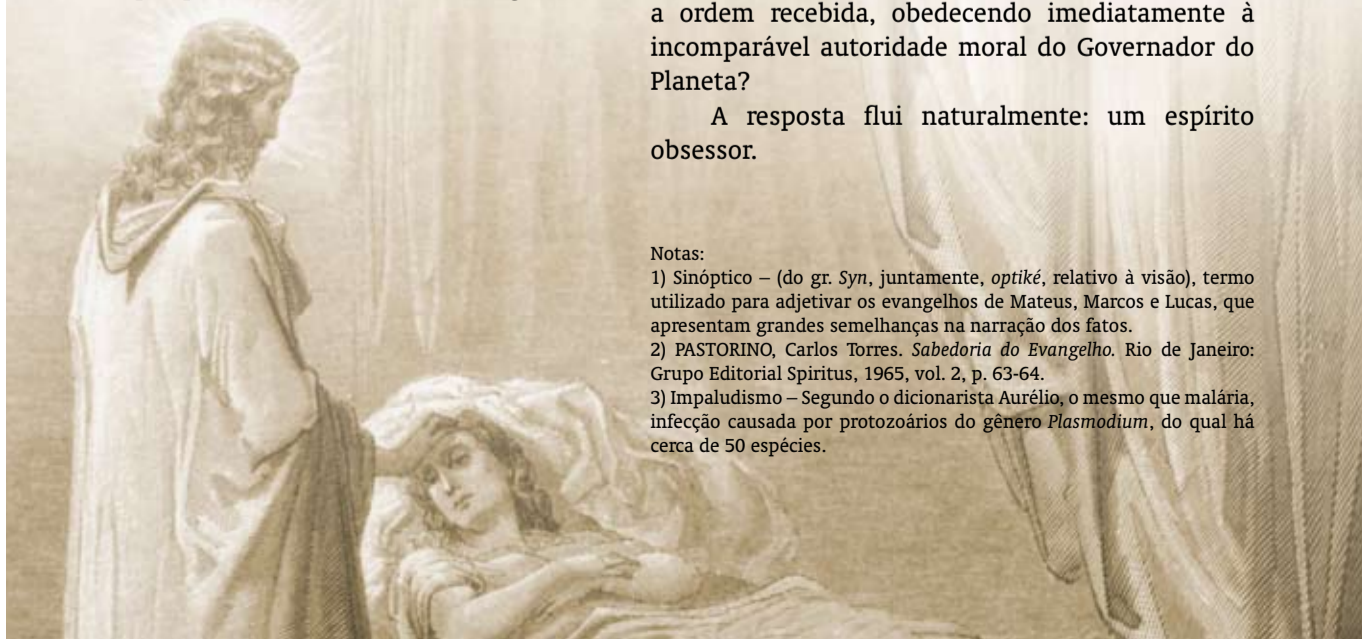 a ordem recebida, obedecendo imediatamente à
incomparável autoridade moral do Governador do
Planeta?
A resposta flui naturalmente: um espírito
obsessor.
Notas:
1) Sinóptico – (do gr. Syn, juntamente, optiké, relativo à visão), termo
utilizado para adjetivar os evangelhos de Mateus, Marcos e Lucas, que
apresentam grandes semelhanças na narração dos fatos.
2) PASTORINO, Carlos Torres. Sabedoria do Evangelho. Rio de Janeiro:
Grupo Editorial Spiritus, 1965, vol. 2, p. 63-64.
3) Impaludismo – Segundo o dicionarista Aurélio, o mesmo que malária,
infecção causada por protozoários do gênero Plasmodium, do qual há
cerca de 50 espécies.